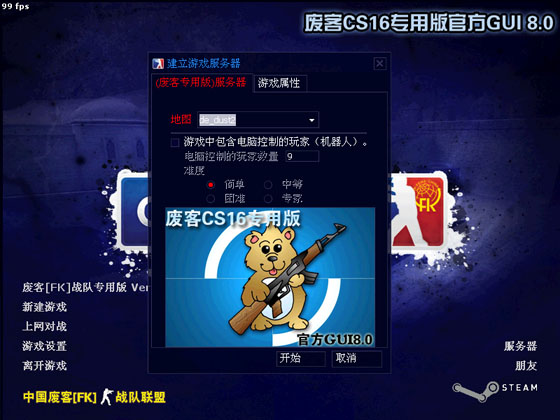 99 fps
废客CS16专用版官方GUI 8.0
建立游戏服务器
(废客专用版)服务器 游戏属性
地图 de_dust2
游戏中包含电脑控制的玩家（机器人）。
电脑控制的玩家数量 9
难度
简单 中等
困难 专家
废客CS16专用版
官方GUI8.0
开始 取消
废客[FK]战队专用版 Ver
新建游戏
上网对战
游戏设置
离开游戏
服务器
朋友
中国废客[FK] 战队联盟
STEAM
FK